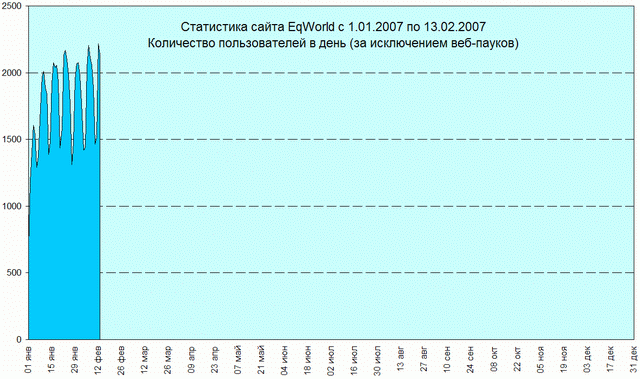 Статистика сайта EqWorld с 1.01.2007 по 13.02.2007
Количество пользователей в день (за исключением веб-пауков)
2500
2000
1500
1000
500
0
01 янв
15 янв
29 янв
12 фев
26 фев
12 мар
26 мар
09 апр
23 апр
07 май
21 май
04 июн
18 июн
02 июл
16 июл
30 июл
13 авг
27 авг
10 сен
24 сен
08 окт
22 окт
05 ноя
19 ноя
03 дек
17 дек
31 дек